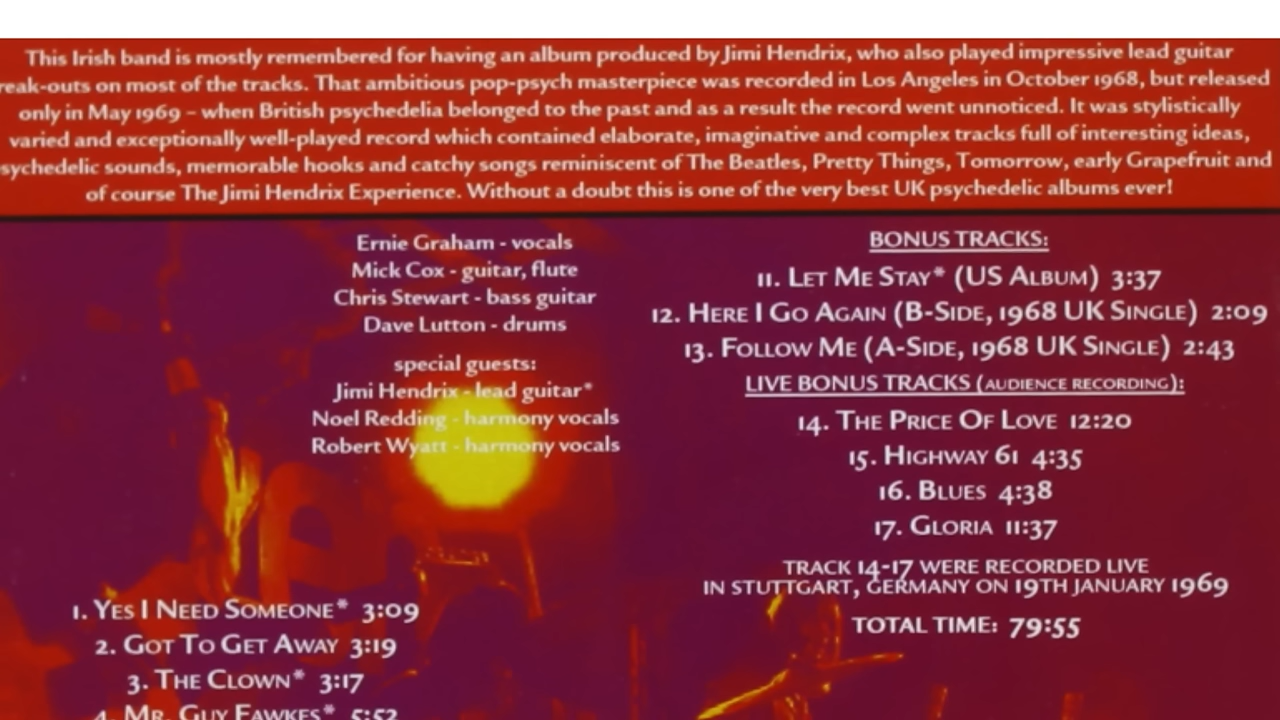 This Irish band is mostly remembered for having an album produced by Jimi Hendrix, who also played impressive lead guitar
reak-outs on most of the tracks. That ambitious pop-psych masterpiece was recorded in Los Angeles in October 1968, but released
only in May 1969 – when British psychedelia belonged to the past and as a result the record went unnoticed. It was stylistically
varied and exceptionally well-played record which contained elaborate, imaginative and complex tracks full of interesting ideas,
sychedelic sounds, memorable hooks and catchy songs reminiscent of The Beatles, Pretty Things, Tomorrow, early Grapefruit and
of course The Jimi Hendrix Experience. Without a doubt this is one of the very best UK psychedelic albums ever!
Ernie Graham - vocals
Mick Cox - guitar, flute
Chris Stewart - bass guitar
Dave Lutton - drums
special guests:
Jimi Hendrix - lead guitar*
Noel Redding - harmony vocals
Robert Wyatt - harmony vocals
1. Yes I Need Someone* 3:09
2. Got To Get Away 3:19
3. The Clown* 3:17
4. Mr. Guy Fawkes* 5:52
BONUS TRACKS:
11. Let Me Stay* (US Album) 3:37
12. Here I Go Again (B-Side, 1968 UK Single) 2:09
13. Follow Me (A-Side, 1968 UK Single) 2:43
LIVE BONUS TRACKS (AUDIENCE RECORDING):
14. The Price Of Love 12:20
15. Highway 61 4:35
16. Blues 4:38
17. Gloria 11:37
TRACK 14-17 WERE RECORDED LIVE
IN STUTTGART, GERMANY ON 19TH JANUARY 1969
TOTAL TIME: 79:55